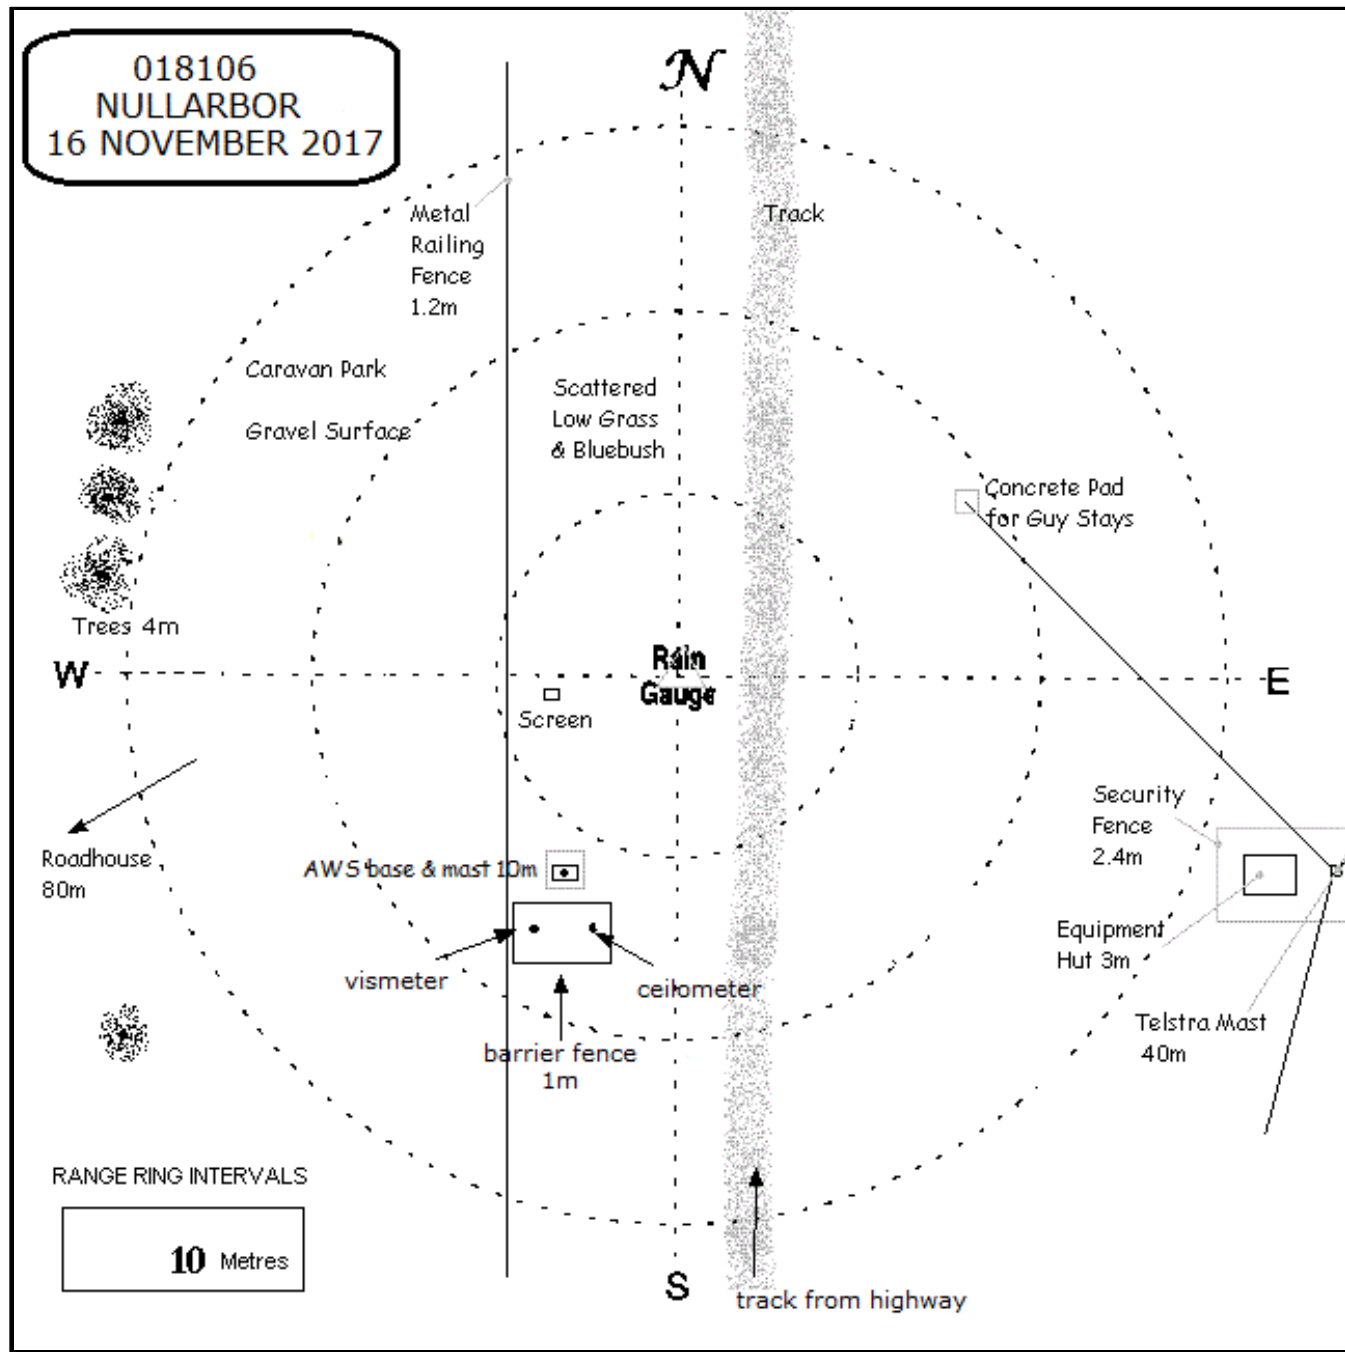 018106
NULLARBOR
16 NOVEMBER 2017
N
Metal
Railing
Fence
1.2m
Track
Caravan Park
Gravel Surface
Scattered
Low Grass
& Bluebush
Concrete Pad
for Guy Stays
Trees 4m
W
Rain
Gauge
E
Screen
Security
Fence
2.4m
Roadhouse
80m
AWS base & mast 10m
Equipment
Hut 3m
vismeter
ceilometer
Telstra Mast
40m
barrier fence
1m
RANGE RING INTERVALS
10 Metres
S
track from highway